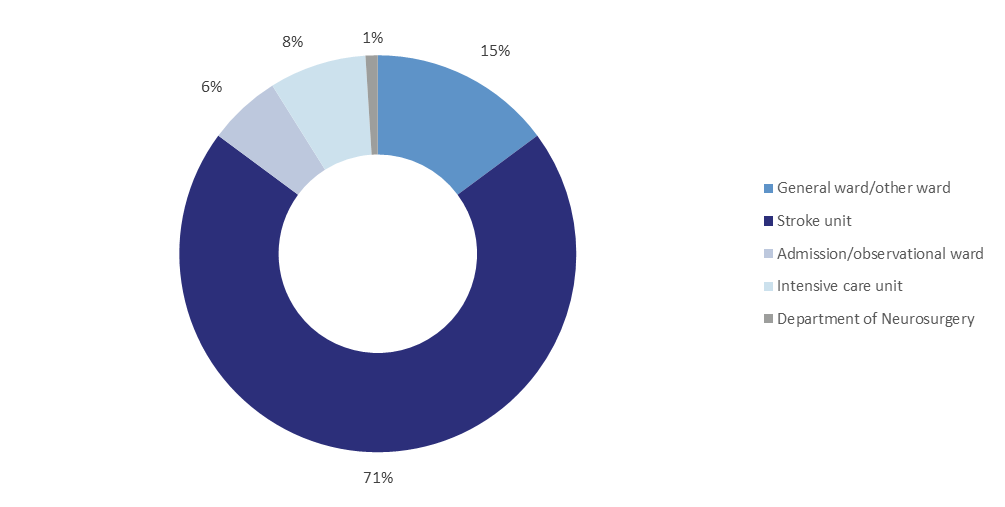 1%
8%
15%
6%
71%
General ward/other ward
Stroke unit
Admission/observational ward
Intensive care unit
Department of Neurosurgery